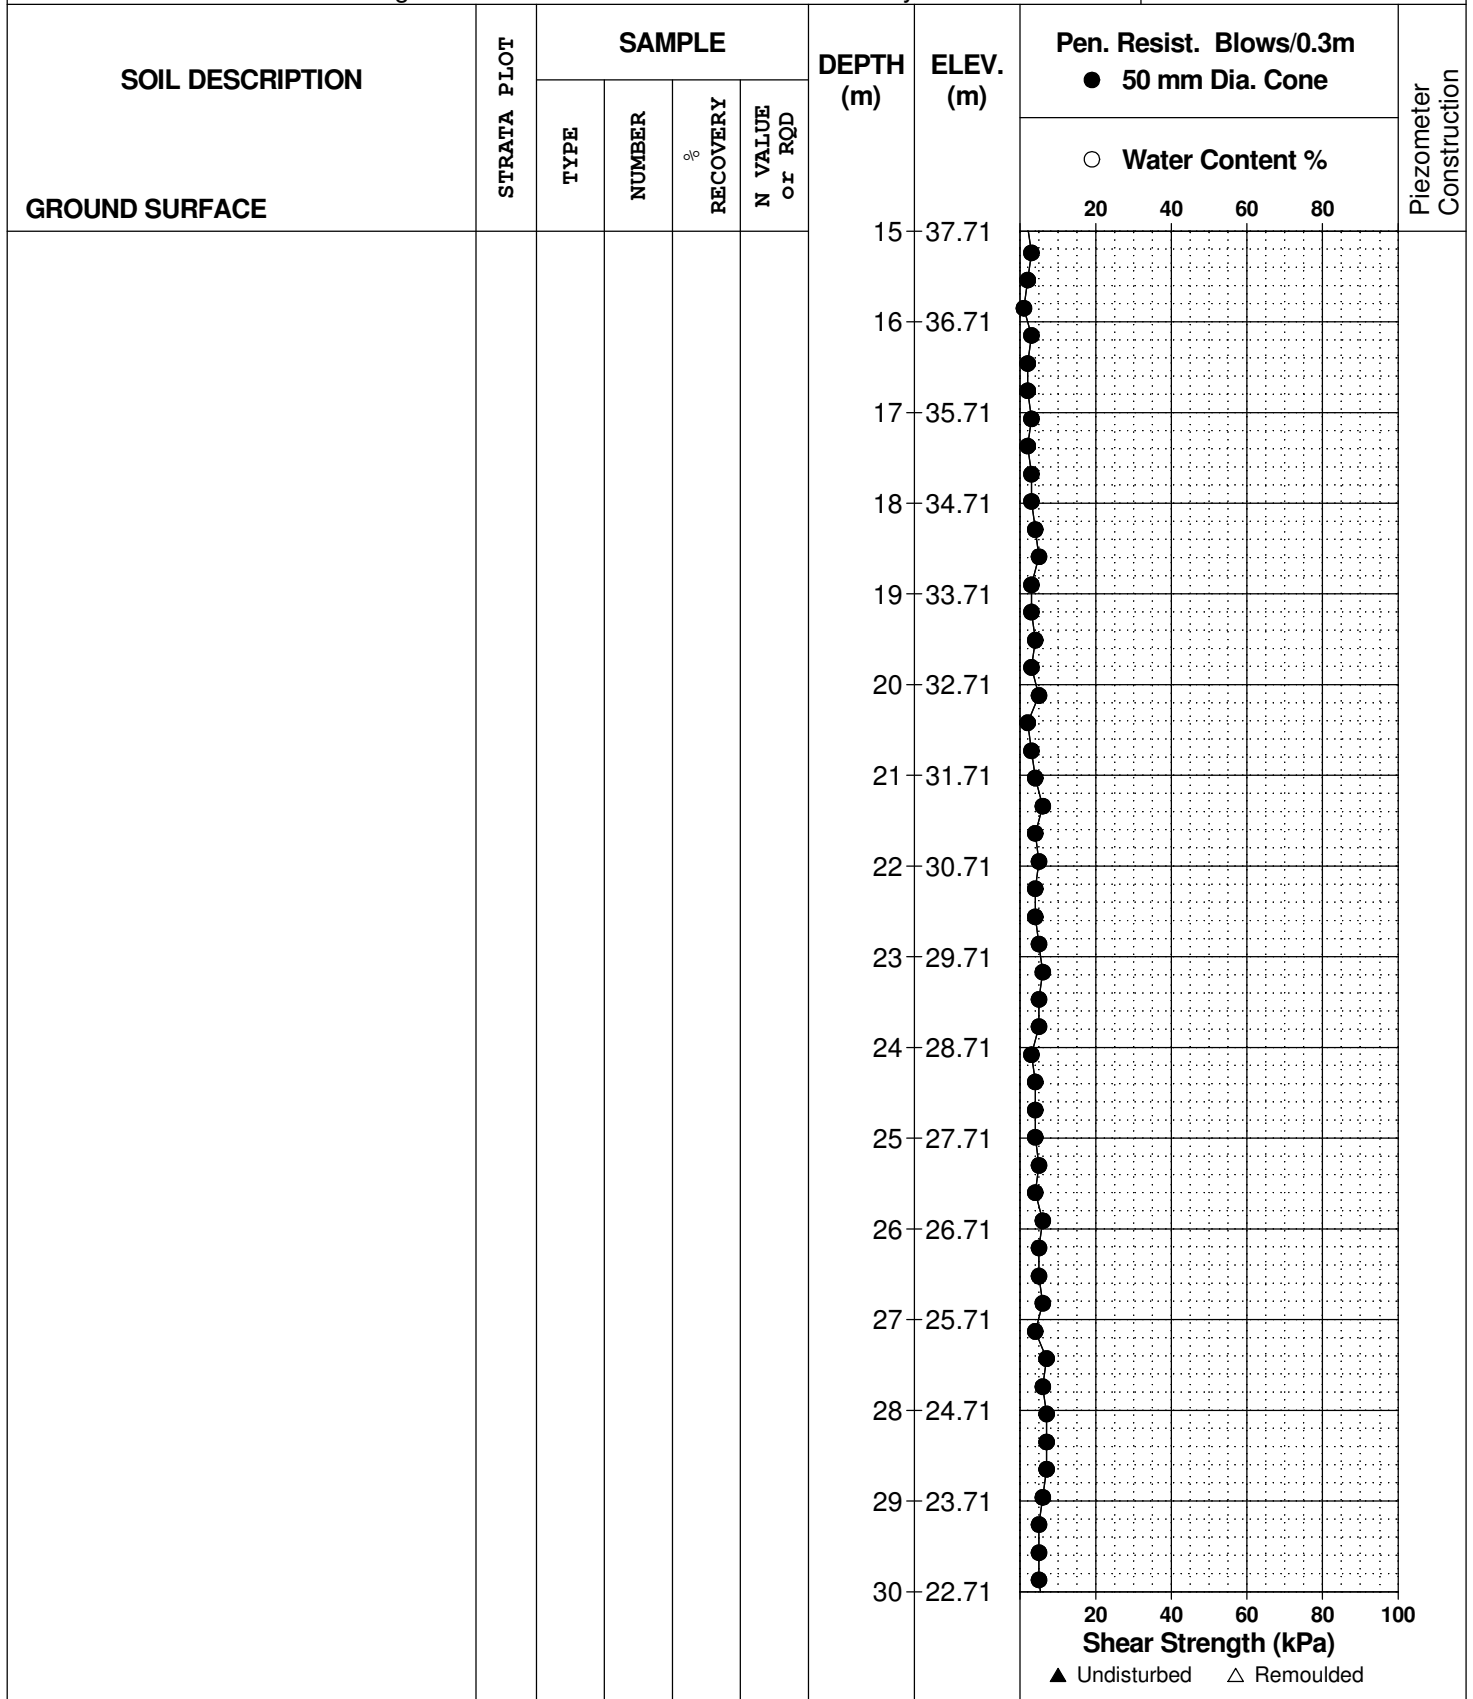 SOIL DESCRIPTION
GROUND SURFACE
STRATA PLOT
SAMPLE
TYPE
NUMBER
%
RECOVERY
N VALUE
or RQD
DEPTH
(m)
ELEV.
(m)
Pen. Resist. Blows/0.3m
● 50 mm Dia. Cone
○ Water Content %
20 40 60 80
Piezometer
Construction
15 37.71
16 36.71
17 35.71
18 34.71
19 33.71
20 32.71
21 31.71
22 30.71
23 29.71
24 28.71
25 27.71
26 26.71
27 25.71
28 24.71
29 23.71
30 22.71
20 40 60 80 100
Shear Strength (kPa)
▲ Undisturbed △ Remoulded